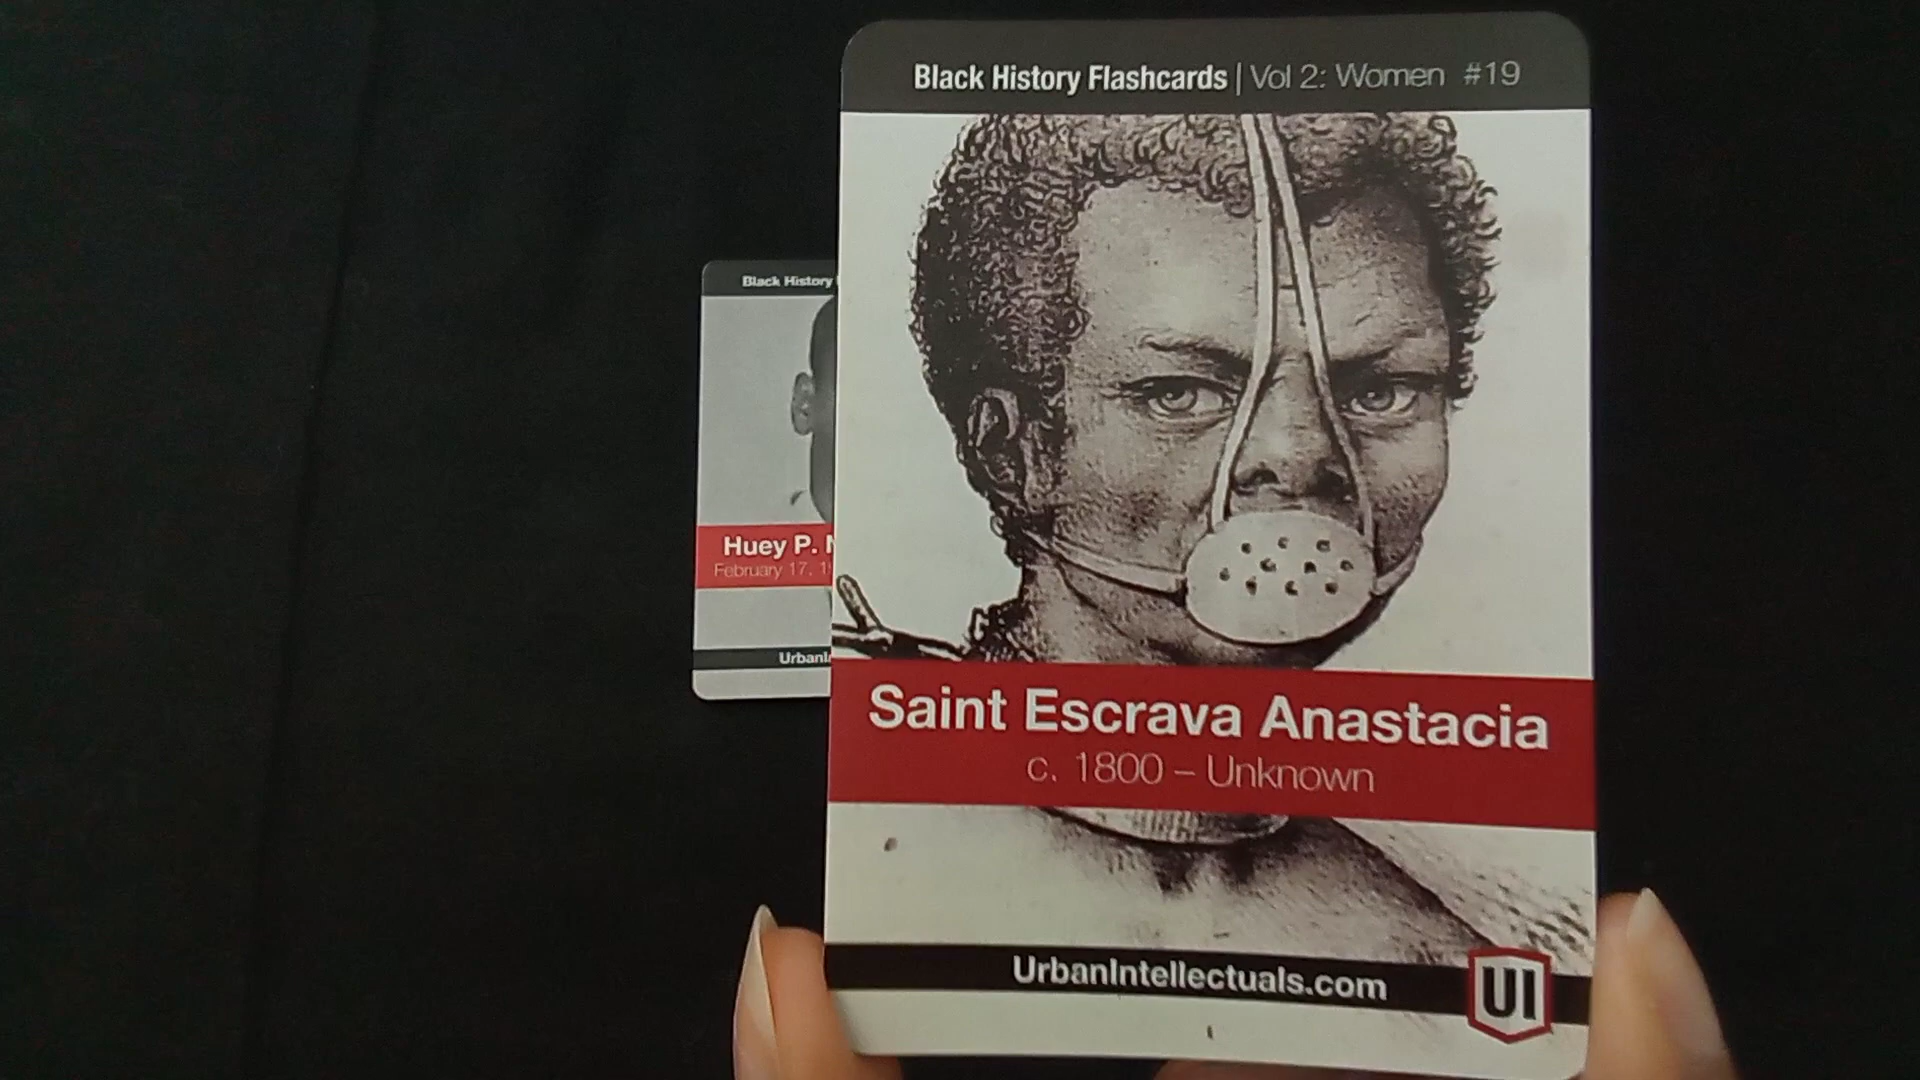 Black History Flashcards | Vol 2: Women #19
Saint Escrava Anastacia
c. 1800 – Unknown
UrbanIntellectuals.com
UI
Black History
Huey P.
February 17,